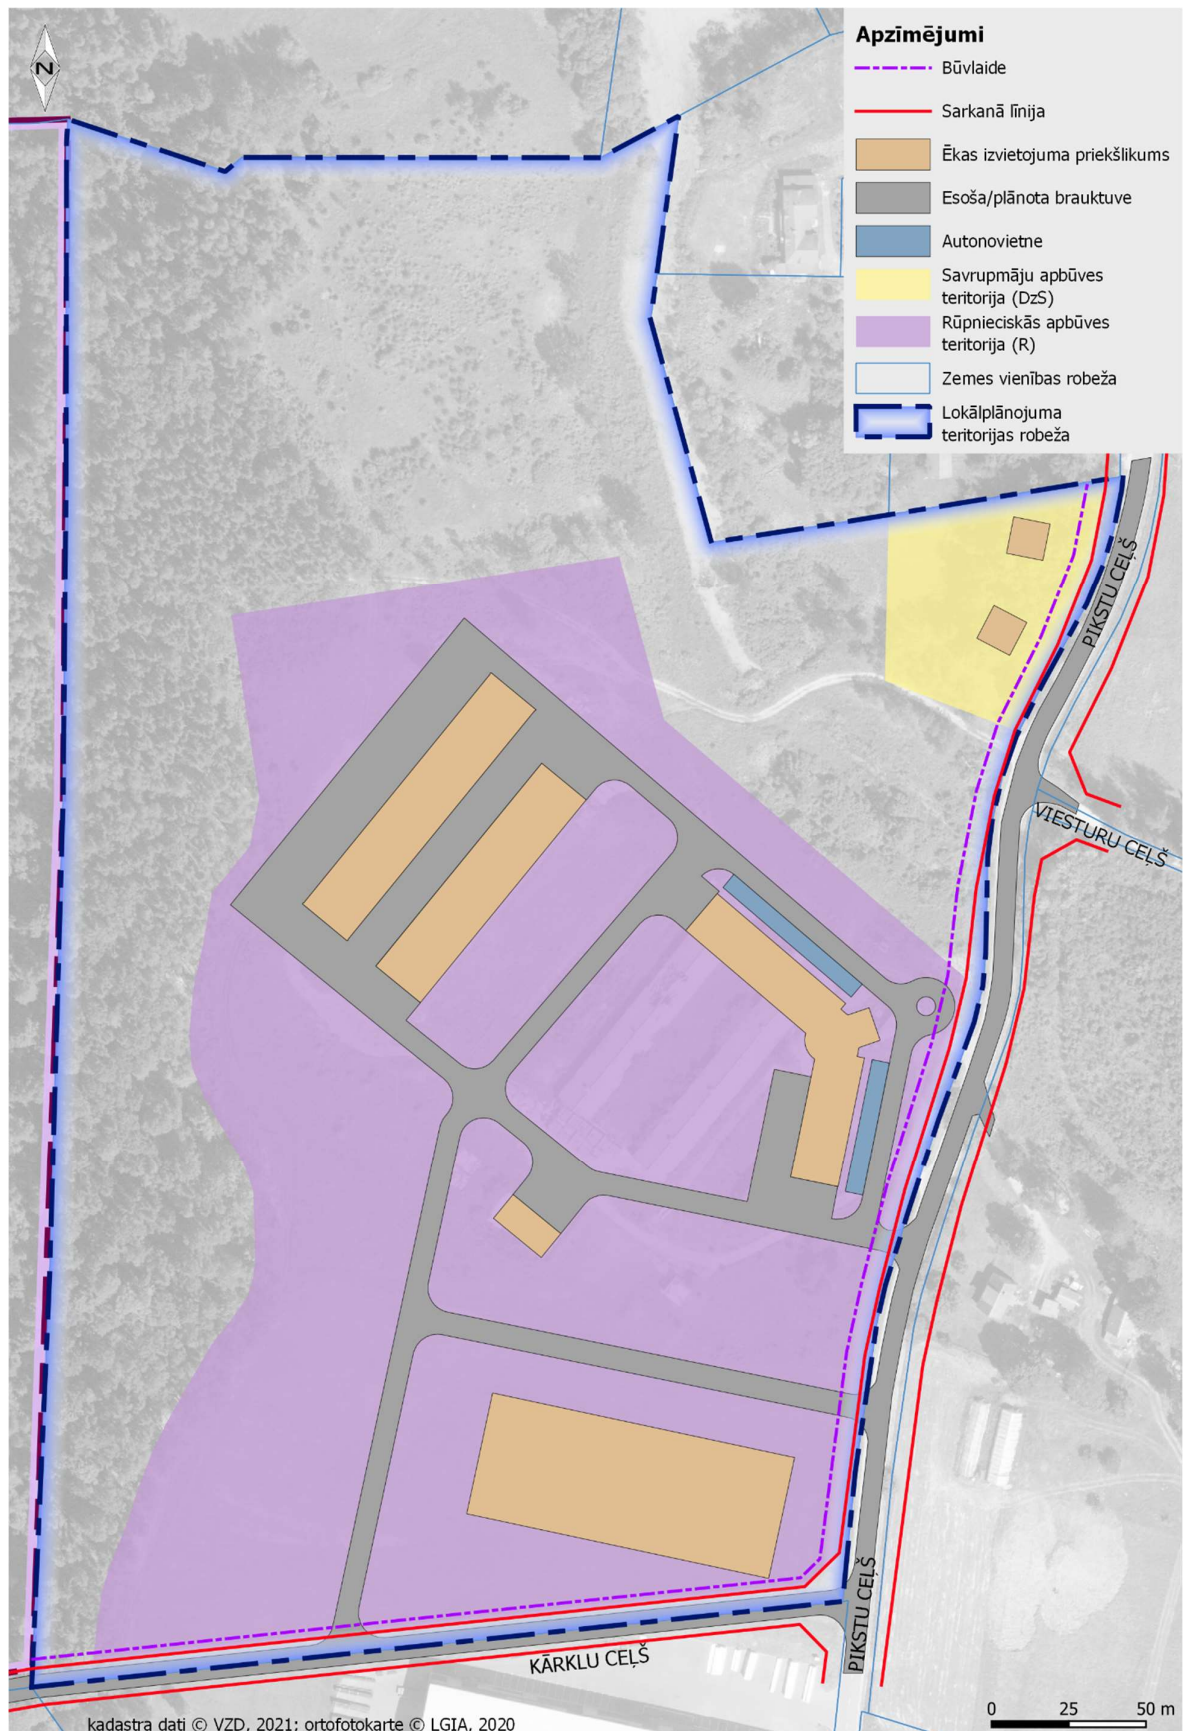 N
Apzīmējumi
Būvlaide
Sarkanā līnija
Ēkas izvietojuma priekšlikums
Esoša/plānota brauktuve
Autonovietne
Savrupmāju apbūves
teritorija (DzS)
Rūpnieciskās apbūves
teritorija (R)
Zemes vienības robeža
Lokālplānojuma
teritorijas robeža
PIKSTU CEĻŠ
VIESTURU CEĻŠ
PIKSTU CEĻŠ
KĀRKLU CEĻŠ
0 25 50 m
kadastra dati © VZD, 2021; ortofotokarte © LGIA, 2020